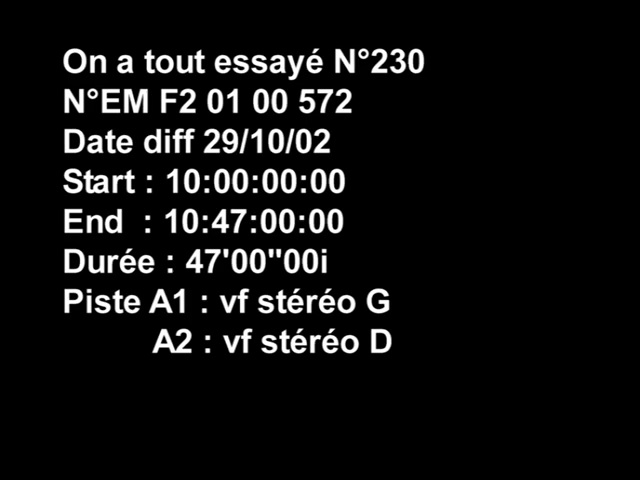 On a tout essayé N°230
N°EM F2 01 00 572
Date diff 29/10/02
Start : 10:00:00:00
End : 10:47:00:00
Durée : 47'00"00i
Piste A1 : vf stéréo G
A2 : vf stéréo D